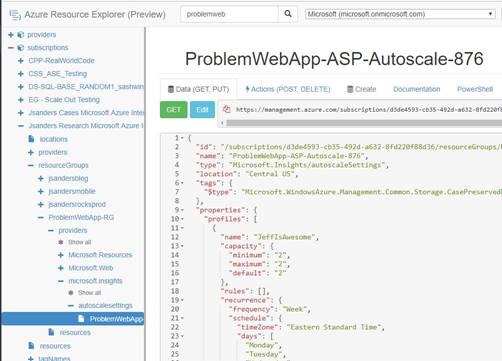 Azure Resource Explorer (Preview)
problemweb
Microsoft (microsoft.onmicrosoft.com)
providers
subscriptions
CPP-RealWorldCode
CSS_ASE_Testing
DS-SQL-BASE_RANDOM1_sashwin
EG - Scale Out Testing
Jsanders Cases Microsoft Azure Inter
Jsanders Research Microsoft Azure I
locations
providers
resourceGroups
jsandersblog
jsandersmobile
jsandersrocksprod
ProblemWebApp-RG
providers
Show all
Microsoft.Resources
Microsoft.Web
microsoft.insights
Show all
autoscalesettings
ProblemWebApp-
resources
resources
tagNames
ProblemWebApp-ASP-Autoscale-876
Data (GET, PUT)
Actions (POST, DELETE)
Create
Documentation
PowerShell
GET
Edit
https://management.azure.com/subscriptions/d3de4593-cb35-492d-a632-8fd220f8
1 {
2 "id": "/subscriptions/d3de4593-cb35-492d-a632-8fd220f88d36/resourceGroups/
3 "name": "ProblemWebApp-ASP-Autoscale-876",
4 "type": "Microsoft.Insights/autoscaleSettings",
5 "location": "Central US",
6 "tags": {
7 "$type": "Microsoft.WindowsAzure.Management.Common.Storage.CasePreserved
8 },
9 "properties": {
10 "profiles": [
11 {
12 "name": "JeffIsAwesome",
13 "capacity": {
14 "minimum": "2",
15 "maximum": "2",
16 "default": "2"
17 },
18 "rules": [],
19 "recurrence": {
20 "frequency": "Week",
21 "schedule": {
22 "timeZone": "Eastern Standard Time",
23 "days": [
24 "Monday",
25 "Tuesday",